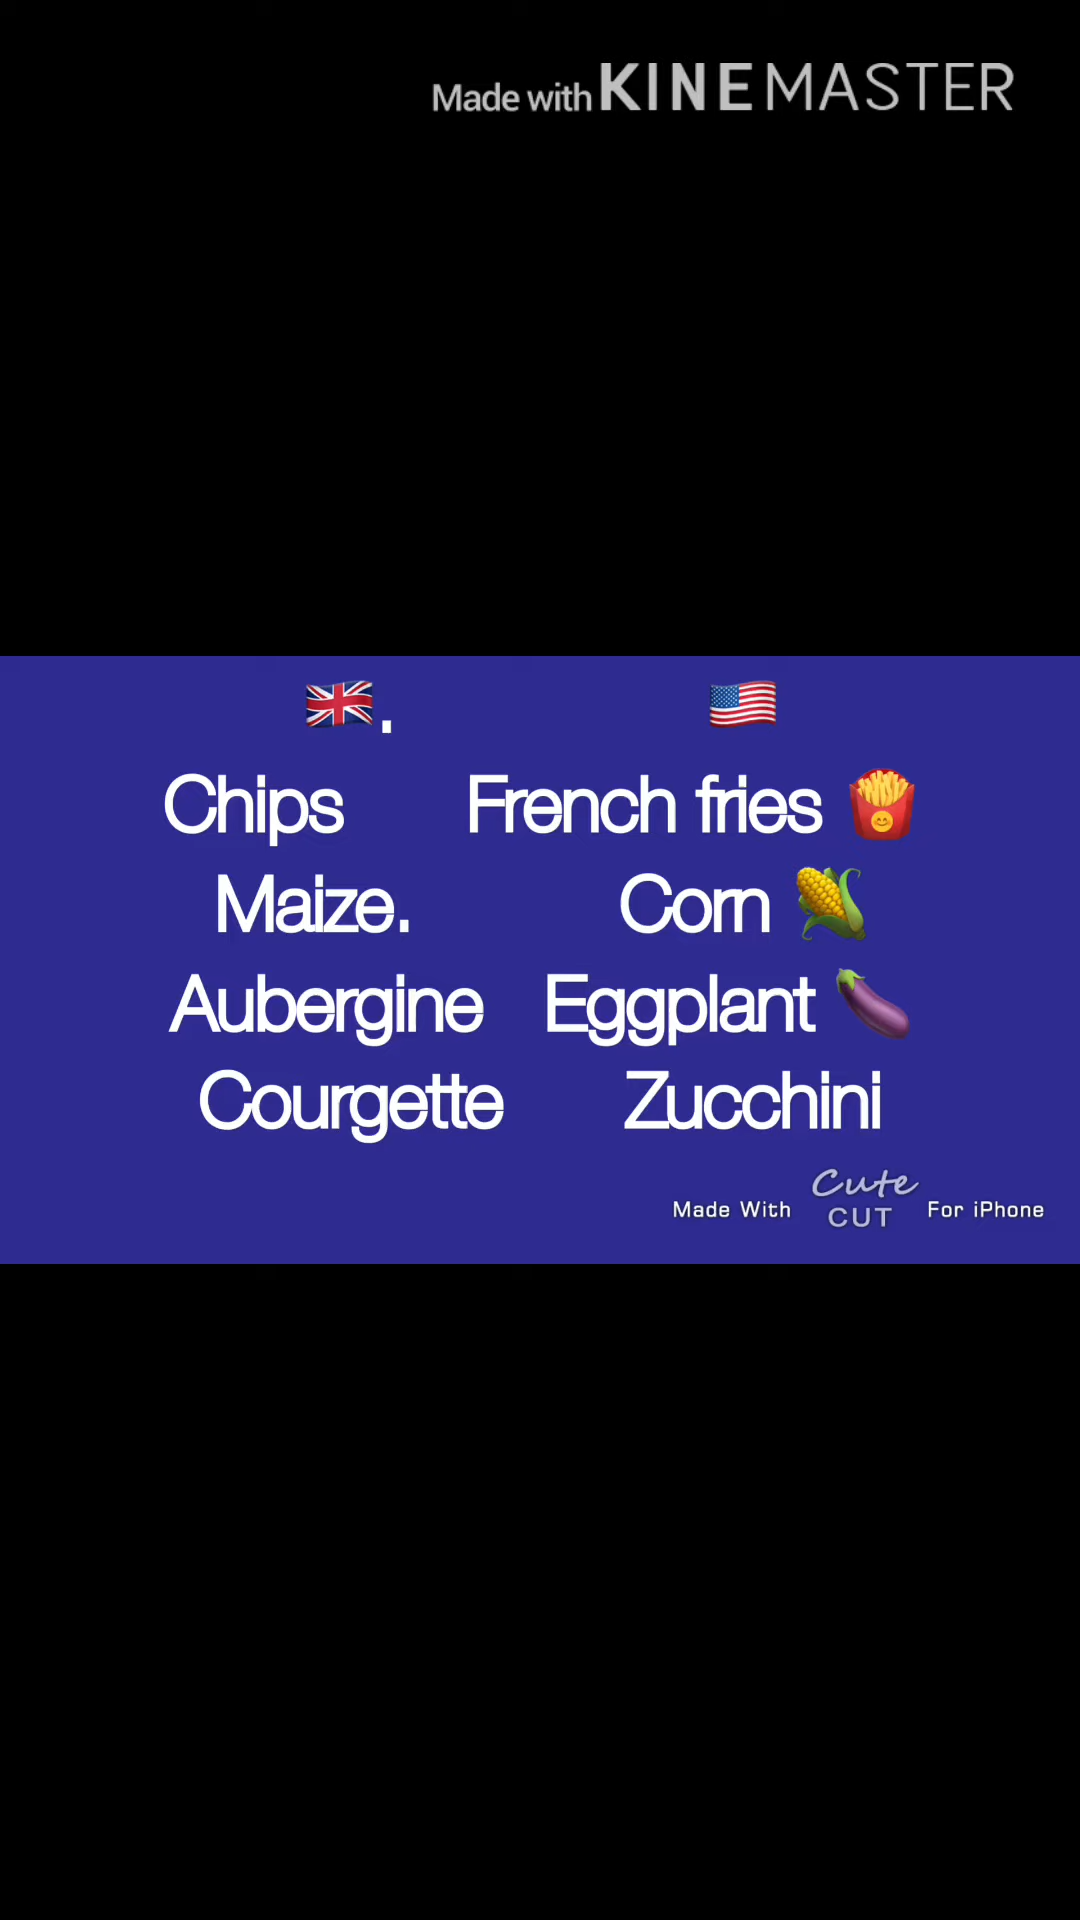 Made with KINEMASTER
🇬🇧. 🇺🇸
Chips French fries 🍟
Maize. Corn 🌽
Aubergine Eggplant 🍆
Courgette Zucchini
Made With Cute CUT For iPhone